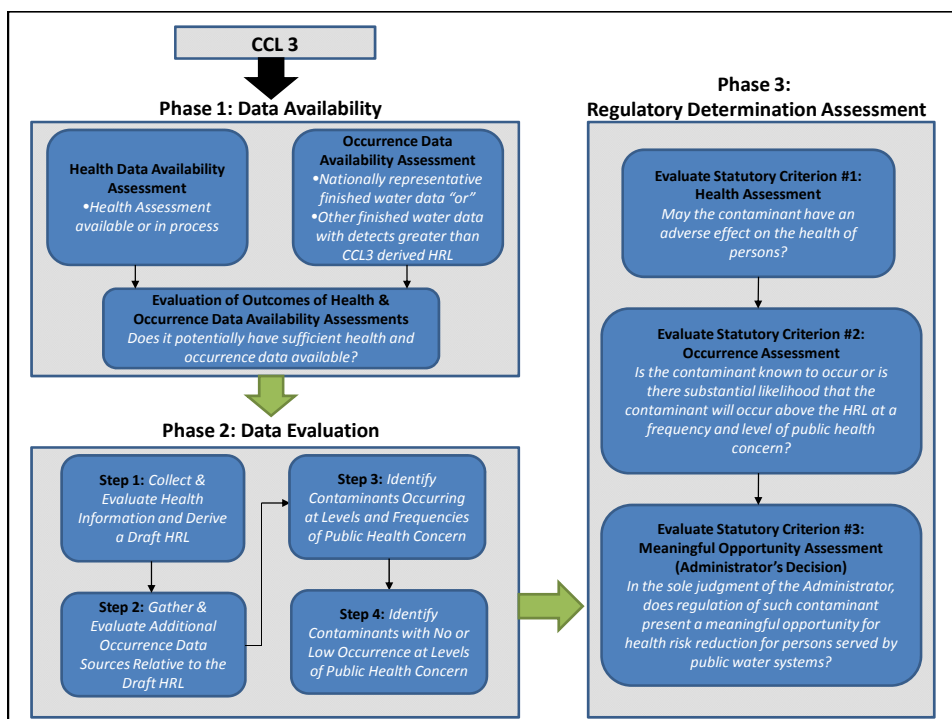 CCL 3
Phase 1: Data Availability
Health Data Availability
Assessment
•Health Assessment
available or in process
Occurrence Data
Availability Assessment
•Nationally representative
finished water data “or”
•Other finished water data
with detects greater than
CCL3 derived HRL
Evaluation of Outcomes of Health &
Occurrence Data Availability Assessments
Does it potentially have sufficient health and
occurrence data available?
Phase 2: Data Evaluation
Step 1: Collect &
Evaluate Health
Information and Derive
a Draft HRL
Step 2: Gather &
Evaluate Additional
Occurrence Data
Sources Relative to the
Draft HRL
Step 3: Identify
Contaminants Occurring
at Levels and Frequencies
of Public Health Concern
Step 4: Identify
Contaminants with No or
Low Occurrence at Levels
of Public Health Concern
Phase 3:
Regulatory Determination Assessment
Evaluate Statutory Criterion #1:
Health Assessment
May the contaminant have an
adverse effect on the health of
persons?
Evaluate Statutory Criterion #2:
Occurrence Assessment
Is the contaminant known to occur or is
there substantial likelihood that the
contaminant will occur above the HRL at a
frequency and level of public health
concern?
Evaluate Statutory Criterion #3:
Meaningful Opportunity Assessment
(Administrator’s Decision)
In the sole judgment of the Administrator,
does regulation of such contaminant
present a meaningful opportunity for
health risk reduction for persons served by
public water systems?